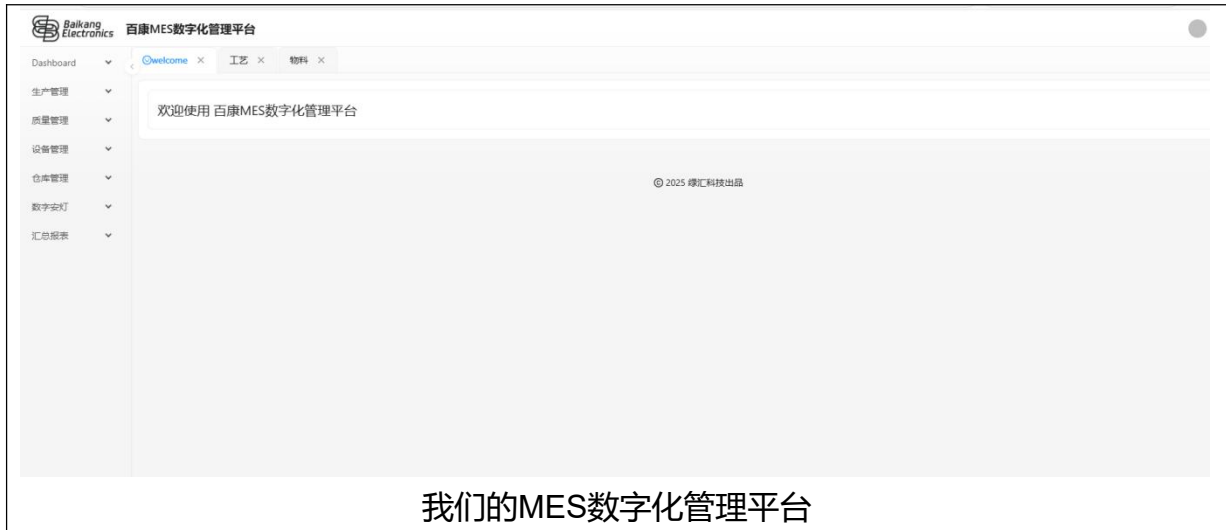 Baikang
Electronics
百康MES数字化管理平台
Dashboard
welcome
工艺
物料
生产管理
欢迎使用 百康MES数字化管理平台
质量管理
设备管理
仓库管理
© 2025 缪汇科技出品
数字安灯
汇总报表
我们的MES数字化管理平台